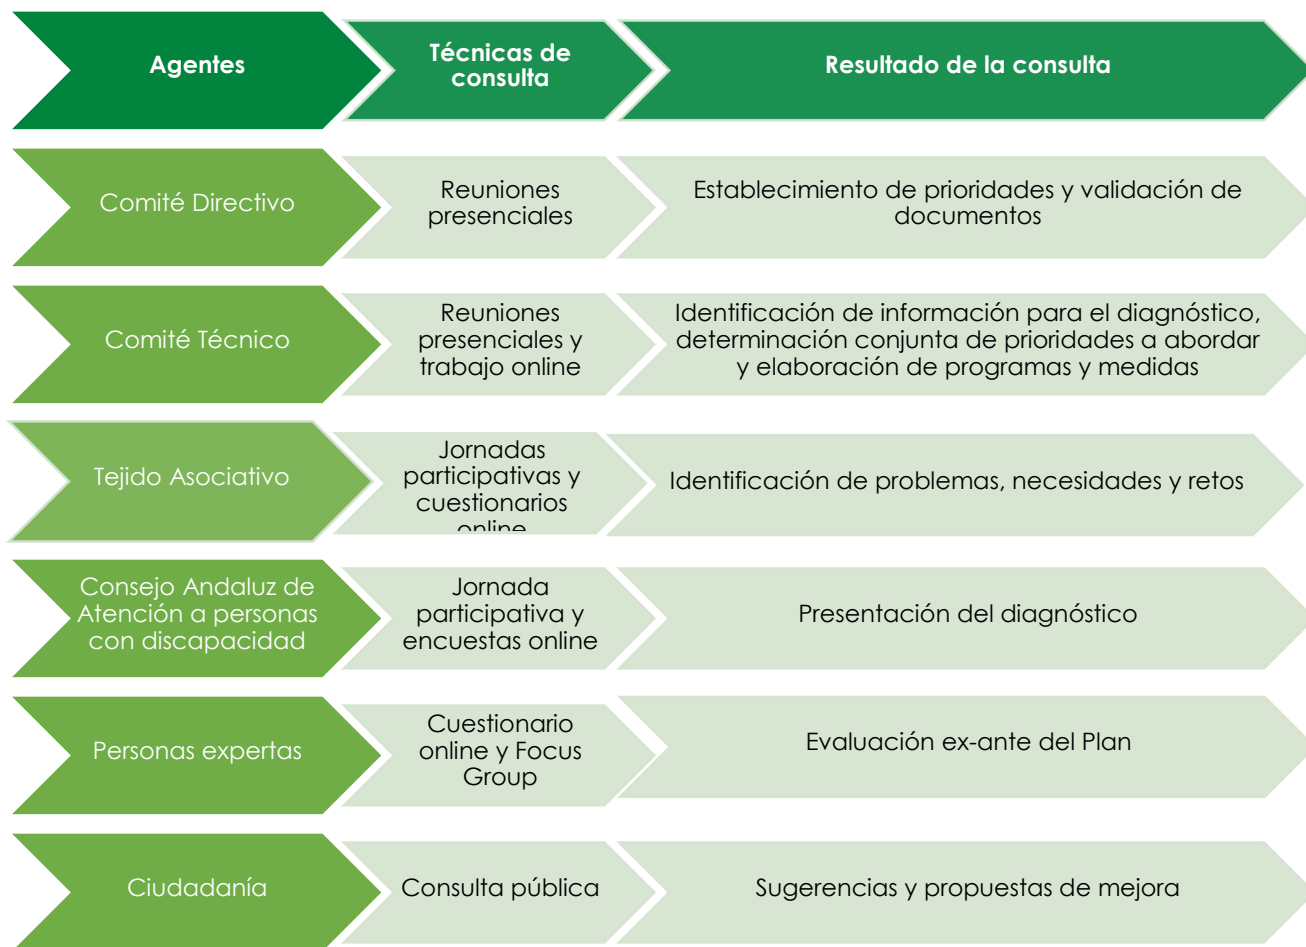 Agentes
Técnicas de
consulta
Resultado de la consulta
Comité Directivo
Reuniones
presenciales
Establecimiento de prioridades y validación de
documentos
Comité Técnico
Reuniones
presenciales y
trabajo online
Identificación de información para el diagnóstico,
determinación conjunta de prioridades a abordar
y elaboración de programas y medidas
Tejido Asociativo
Jornadas
participativas y
cuestionarios
online
Identificación de problemas, necesidades y retos
Consejo Andaluz de
Atención a personas
con discapacidad
Jornada
participativa y
encuestas online
Presentación del diagnóstico
Personas expertas
Cuestionario
online y Focus
Group
Evaluación ex-ante del Plan
Ciudadanía
Consulta pública
Sugerencias y propuestas de mejora